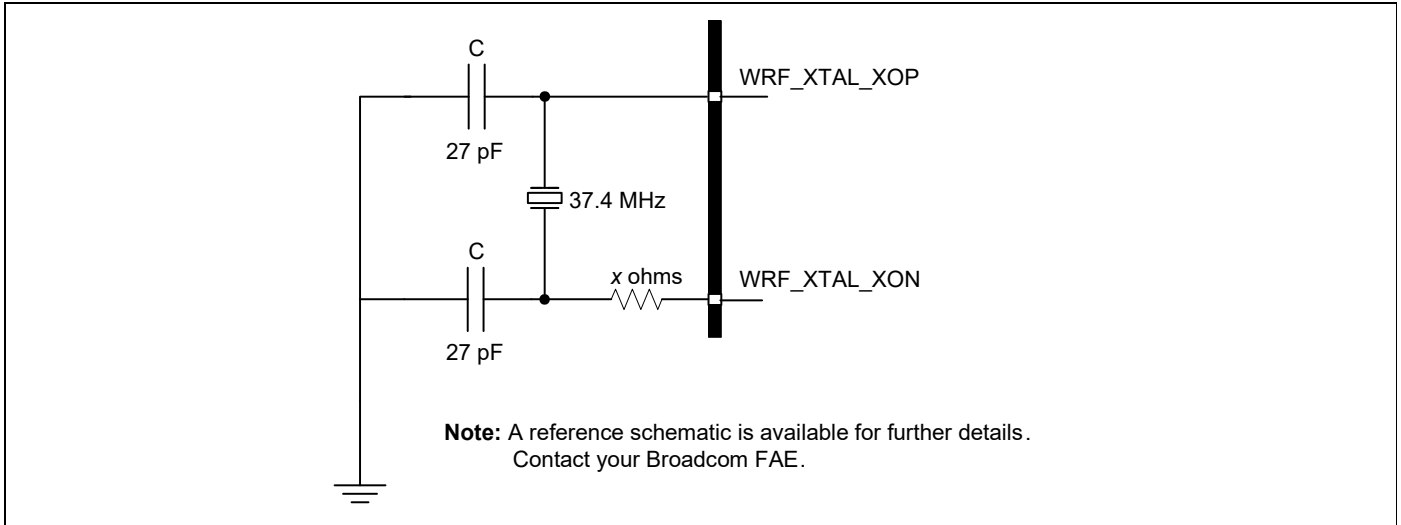 C
WRF_XTAL_XOP
27 pF
37.4 MHz
C
x ohms
WRF_XTAL_XON
27 pF
Note: A reference schematic is available for further details.
Contact your Broadcom FAE.